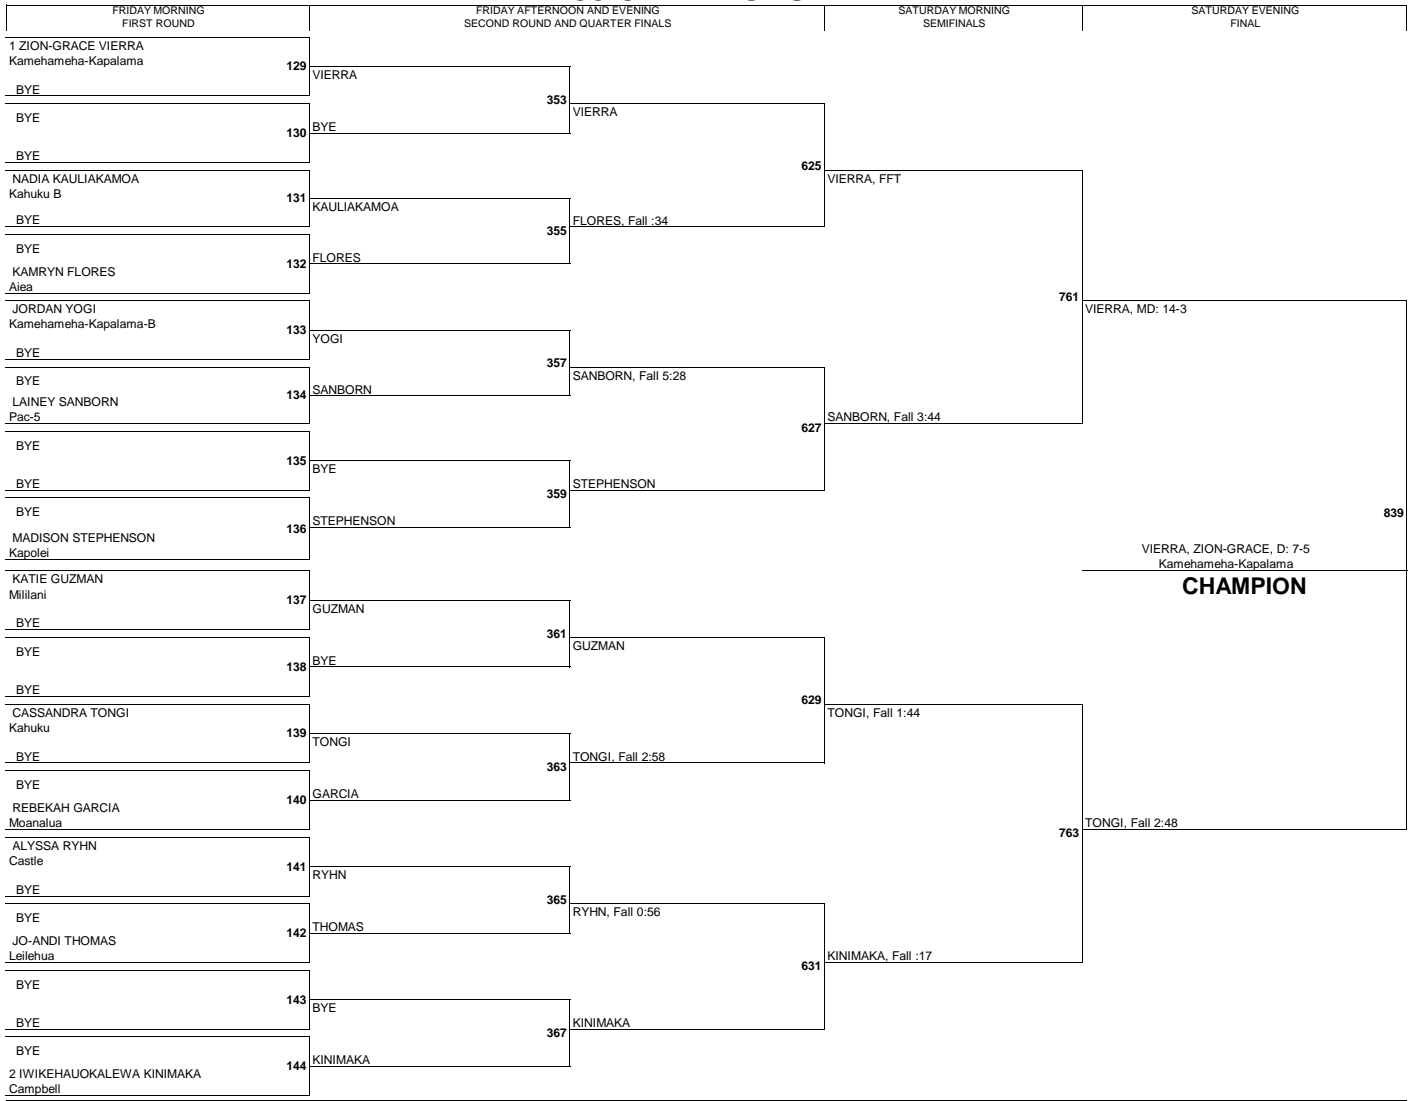 FRIDAY MORNING
FIRST ROUND
FRIDAY AFTERNOON AND EVENING
SECOND ROUND AND QUARTER FINALS
SATURDAY MORNING
SEMIFINALS
SATURDAY EVENING
FINAL
1 ZION-GRACE VIERRA
Kamehameha-Kapalama
129
BYE
BYE
130
BYE
NADIA KAULIAKAMOA
Kahuku B
131
BYE
BYE
132
KAMRYN FLORES
Aiea
JORDAN YOGI
Kamehameha-Kapalama-B
133
BYE
BYE
134
LAINEY SANBORN
Pac-5
BYE
135
BYE
BYE
136
MADISON STEPHENSON
Kapolei
KATIE GUZMAN
Mililani
137
BYE
BYE
138
BYE
CASSANDRA TONGI
Kahuku
139
BYE
BYE
140
REBEKAH GARCIA
Moanalua
ALYSSA RYHN
Castle
141
BYE
BYE
142
JO-ANDI THOMAS
Leilehua
BYE
143
BYE
BYE
144
2 IWIKEHAUOKALEWA KINIMAKA
Campbell
VIERRA
353
BYE
KAULIAKAMOA
355
FLORES
YOGI
357
SANBORN
BYE
359
STEPHENSON
GUZMAN
361
BYE
TONGI
363
GARCIA
RYHN
365
THOMAS
BYE
367
KINIMAKA
VIERRA
625
FLORES, Fall :34
SANBORN, Fall 5:28
627
STEPHENSON
GUZMAN
629
TONGI, Fall 2:58
RYHN, Fall 0:56
631
KINIMAKA
VIERRA, FFT
761
SANBORN, Fall 3:44
TONGI, Fall 1:44
763
KINIMAKA, Fall :17
VIERRA, MD: 14-3
839
VIERRA, ZION-GRACE, D: 7-5
Kamehameha-Kapalama
CHAMPION
TONGI, Fall 2:48